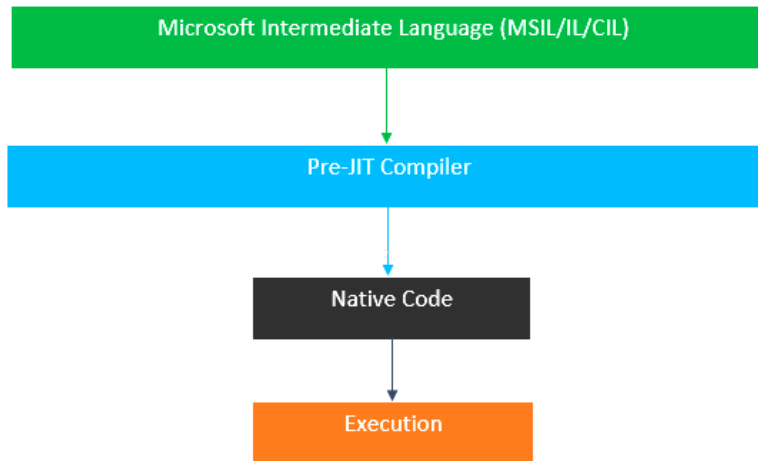 Microsoft Intermediate Language (MSIL/IL/CIL)
Pre-JIT Compiler
Native Code
Execution